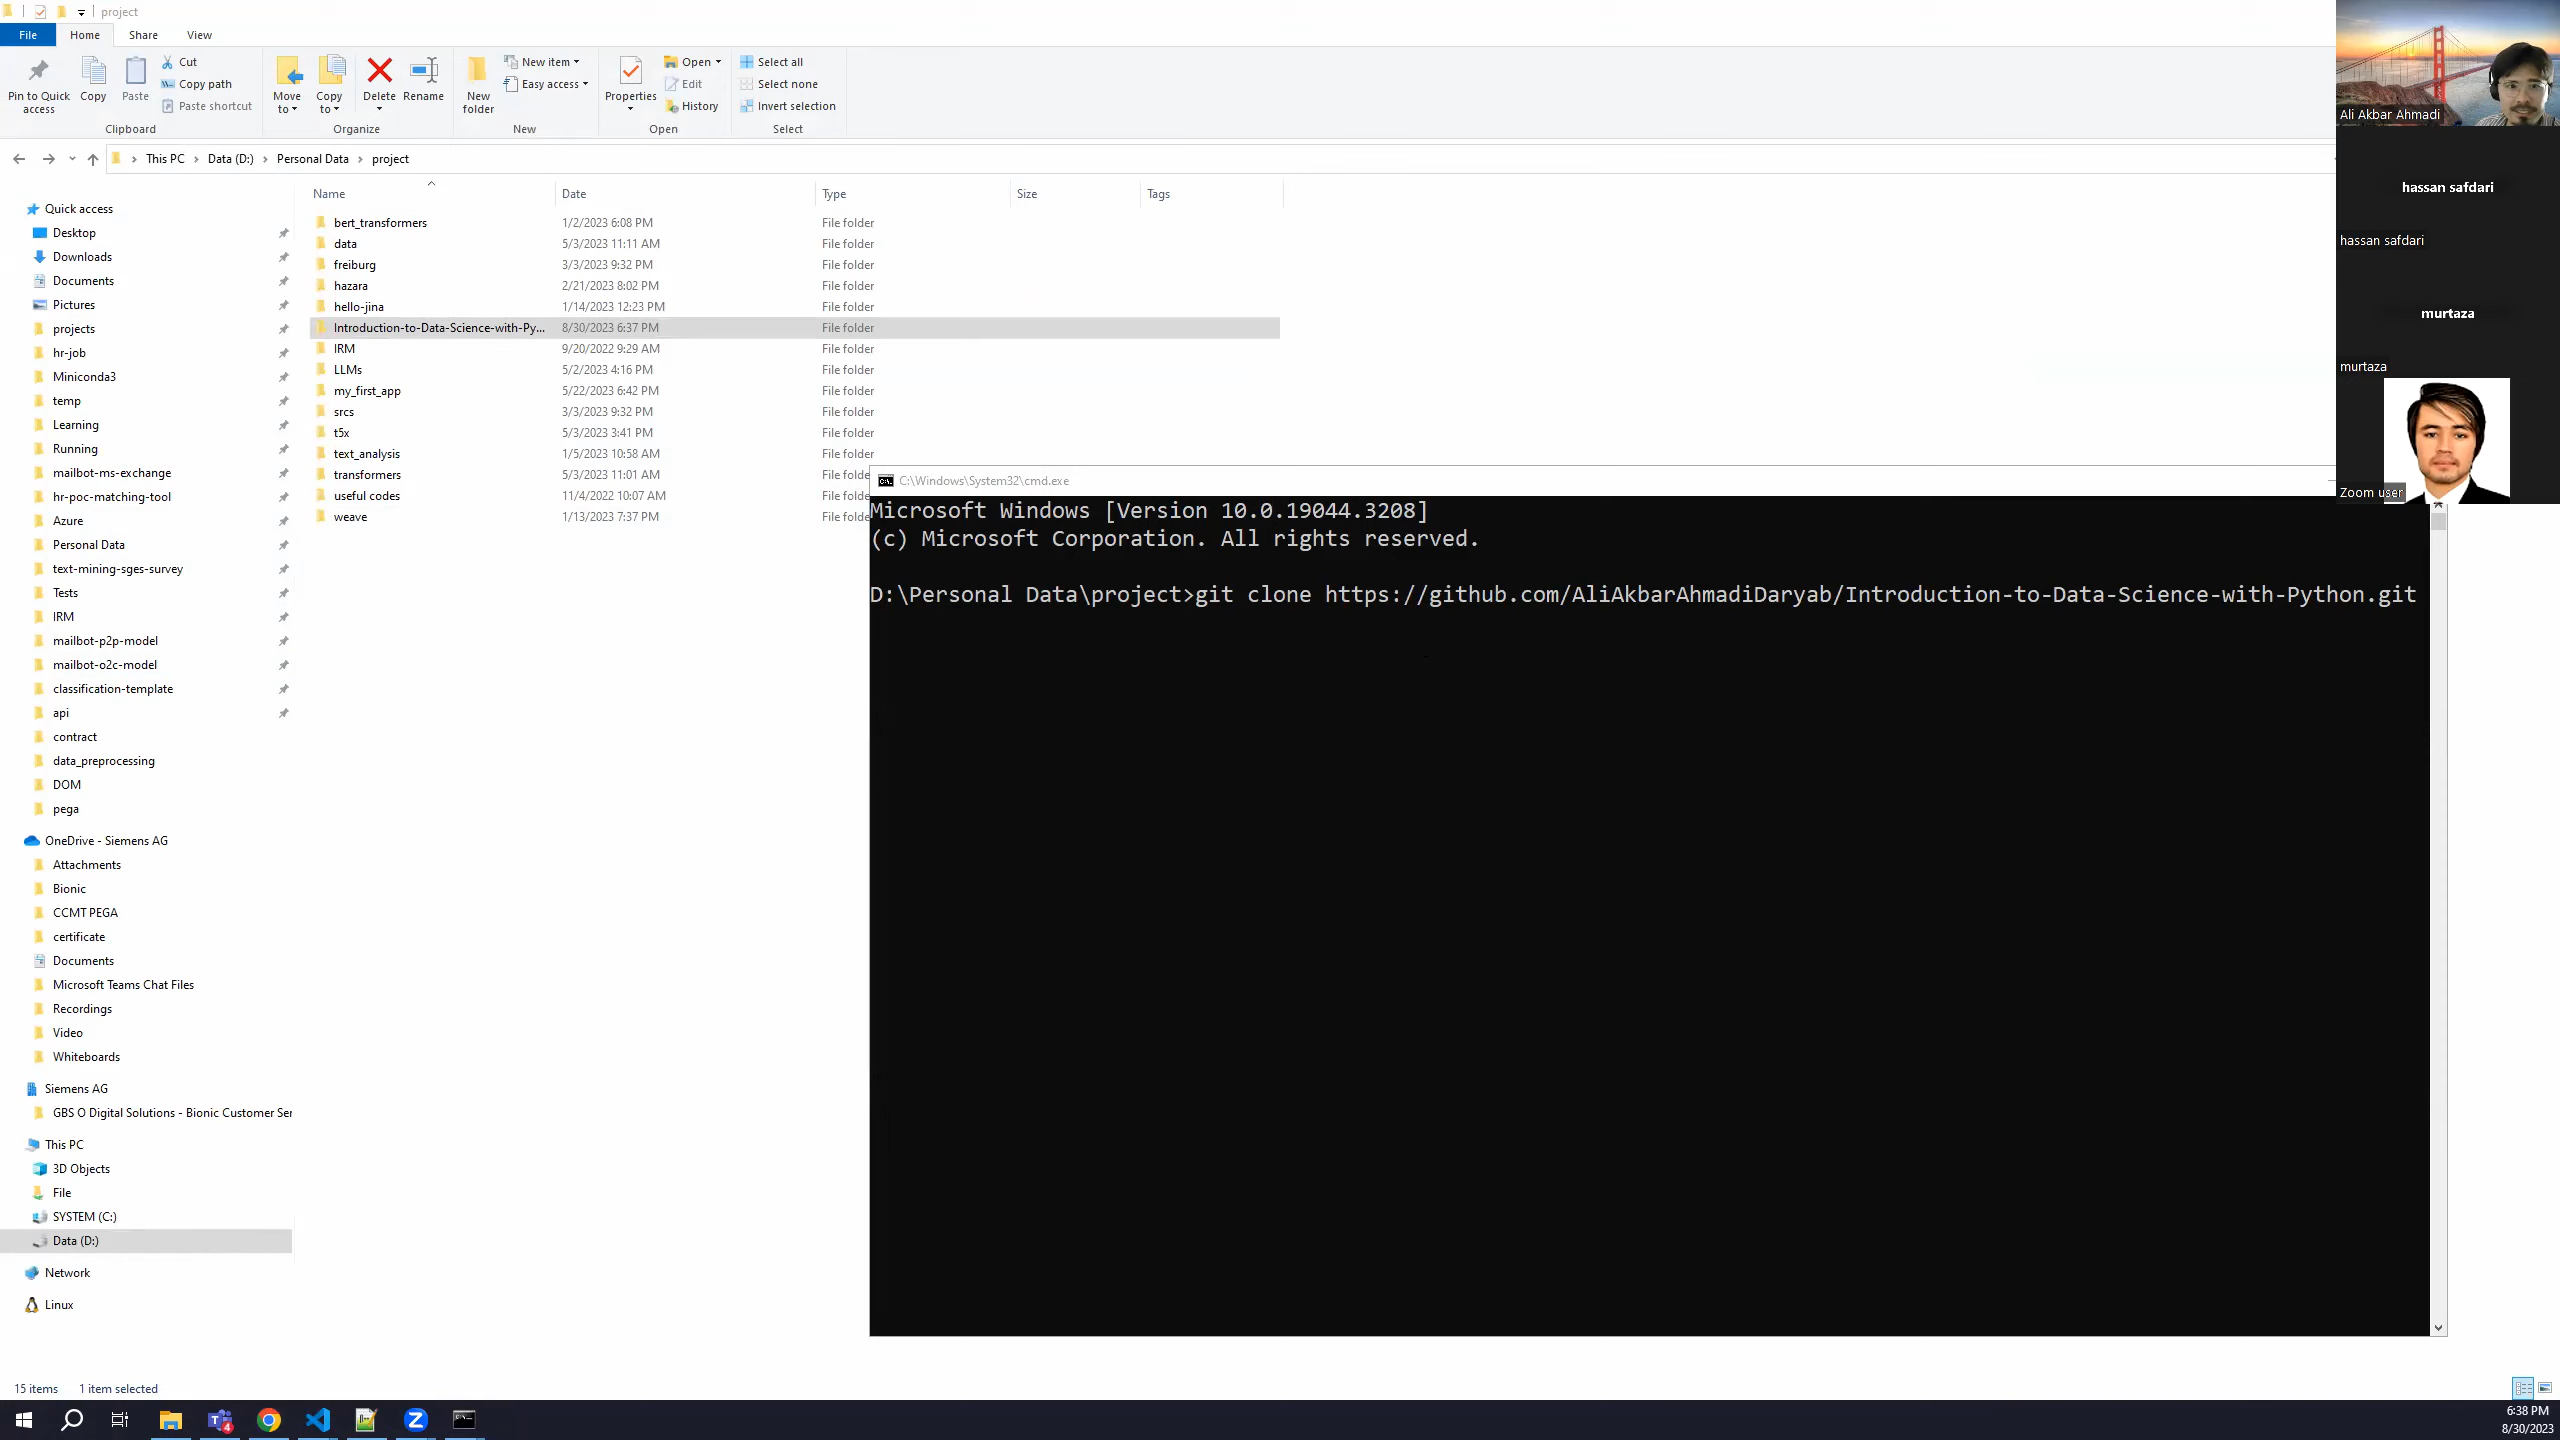 project
File Home Share View
Pin to Quick access
Copy
Paste
Cut
Copy path
Paste shortcut
Clipboard
Move to
Copy to
Delete
Rename
Organize
New folder
New item
Easy access
New
Properties
Open
Edit
History
Open
Select all
Select none
Invert selection
Select
This PC Data (D:) Personal Data project
Name Date Type Size Tags
bert_transformers 1/2/2023 6:08 PM File folder
data 5/3/2023 11:11 AM File folder
freiburg 3/3/2023 9:32 PM File folder
hazara 2/21/2023 8:02 PM File folder
hello-jina 1/14/2023 12:23 PM File folder
Introduction-to-Data-Science-with-Py... 8/30/2023 6:37 PM File folder
IRM 9/20/2022 9:29 AM File folder
LLMs 5/2/2023 4:16 PM File folder
my_first_app 5/22/2023 6:42 PM File folder
srcs 3/3/2023 9:32 PM File folder
t5x 5/3/2023 3:41 PM File folder
text_analysis 1/5/2023 10:58 AM File folder
transformers 5/3/2023 11:01 AM File folde
useful codes 11/4/2022 10:07 AM File folde
weave 1/13/2023 7:37 PM File folde
Quick access
Desktop
Downloads
Documents
Pictures
projects
hr-job
Miniconda3
temp
Learning
Running
mailbot-ms-exchange
hr-poc-matching-tool
Azure
Personal Data
text-mining-sges-survey
Tests
IRM
mailbot-p2p-model
mailbot-o2c-model
classification-template
api
contract
data_preprocessing
DOM
pega
OneDrive - Siemens AG
Attachments
Bionic
CCMT PEGA
certificate
Documents
Microsoft Teams Chat Files
Recordings
Video
Whiteboards
Siemens AG
GBS O Digital Solutions - Bionic Customer Ser
This PC
3D Objects
File
SYSTEM (C:)
Data (D:)
Network
Linux
15 items 1 item selected
C:\Windows\System32\cmd.exe
Microsoft Windows [Version 10.0.19044.3208]
(c) Microsoft Corporation. All rights reserved.
D:\Personal Data\project>git clone https://github.com/AliAkbarAhmadiDaryab/Introduction-to-Data-Science-with-Python.git
Ali Akbar Ahmadi
hassan safdari
hassan safdari
murtaza
murtaza
Zoom user
6:38 PM
8/30/2023